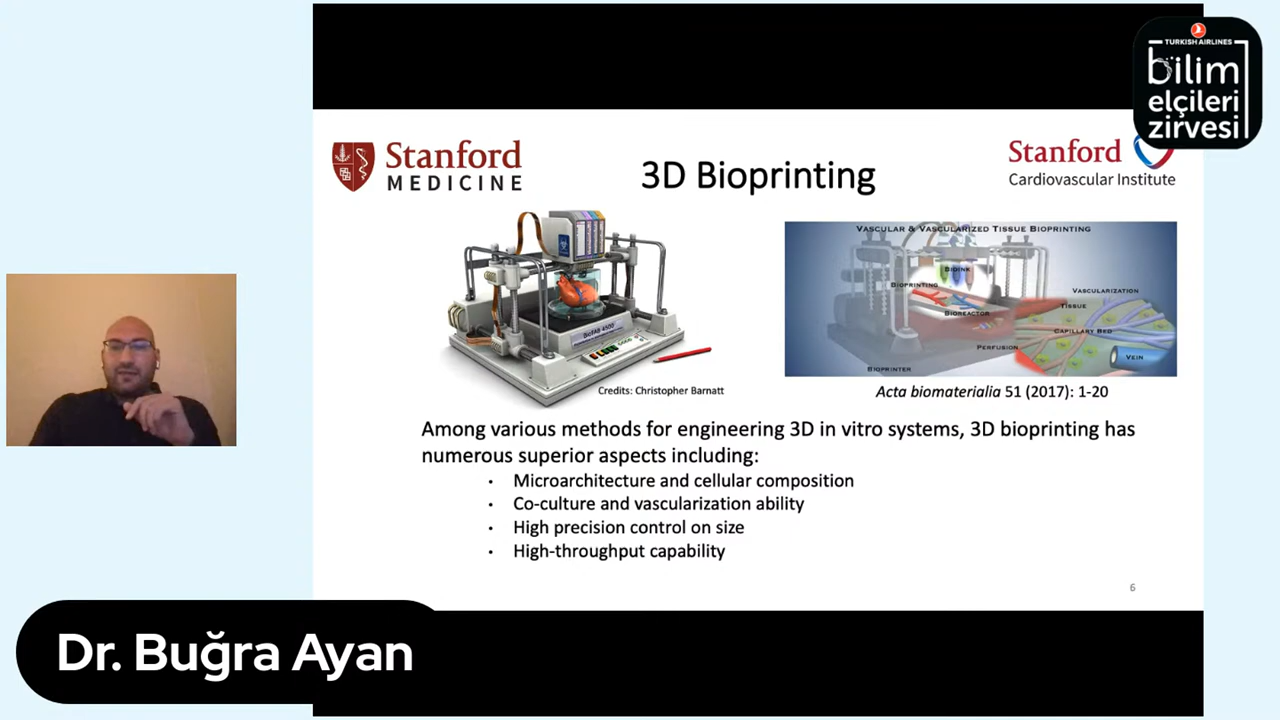 TURKISH AIRLINES
bilim
elçileri
zirvesi
Stanford
MEDICINE
3D Bioprinting
Stanford
Cardiovascular Institute
BIOFAB 4500
Credits: Christopher Barnatt
VASCULAR & VASCULARIZED TISSUE BIOPRINTING
BIOINK
BIOPRINTING
VASCULARIZATION
TISSUE
BIOREACTOR
CAPILLARY BED
PERFUSION
VEIN
BIOPRINTER
Acta biomaterialia 51 (2017): 1-20
Among various methods for engineering 3D in vitro systems, 3D bioprinting has
numerous superior aspects including:
• Microarchitecture and cellular composition
• Co-culture and vascularization ability
• High precision control on size
• High-throughput capability
6
Dr. Buğra Ayan